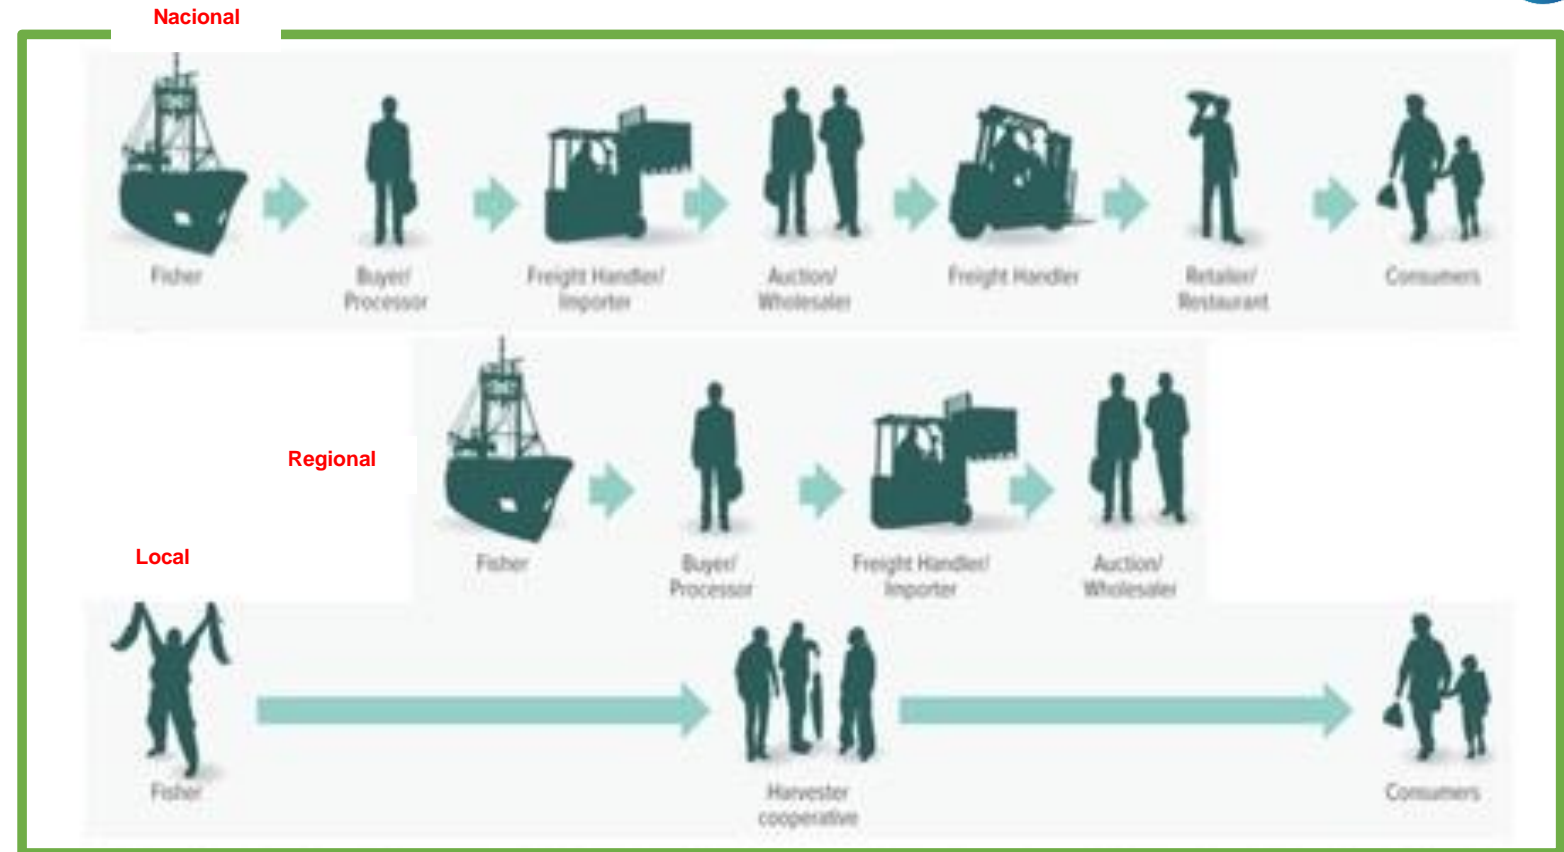 Nacional
Fisher
Buyer/
Processor
Freight Handler/
Importer
Auction/
Wholesaler
Freight Handler
Retailer/
Restaurant
Consumers
Regional
Fisher
Buyer/
Processor
Freight Handler/
Importer
Auction/
Wholesaler
Local
Fisher
Harvester
cooperative
Consumers